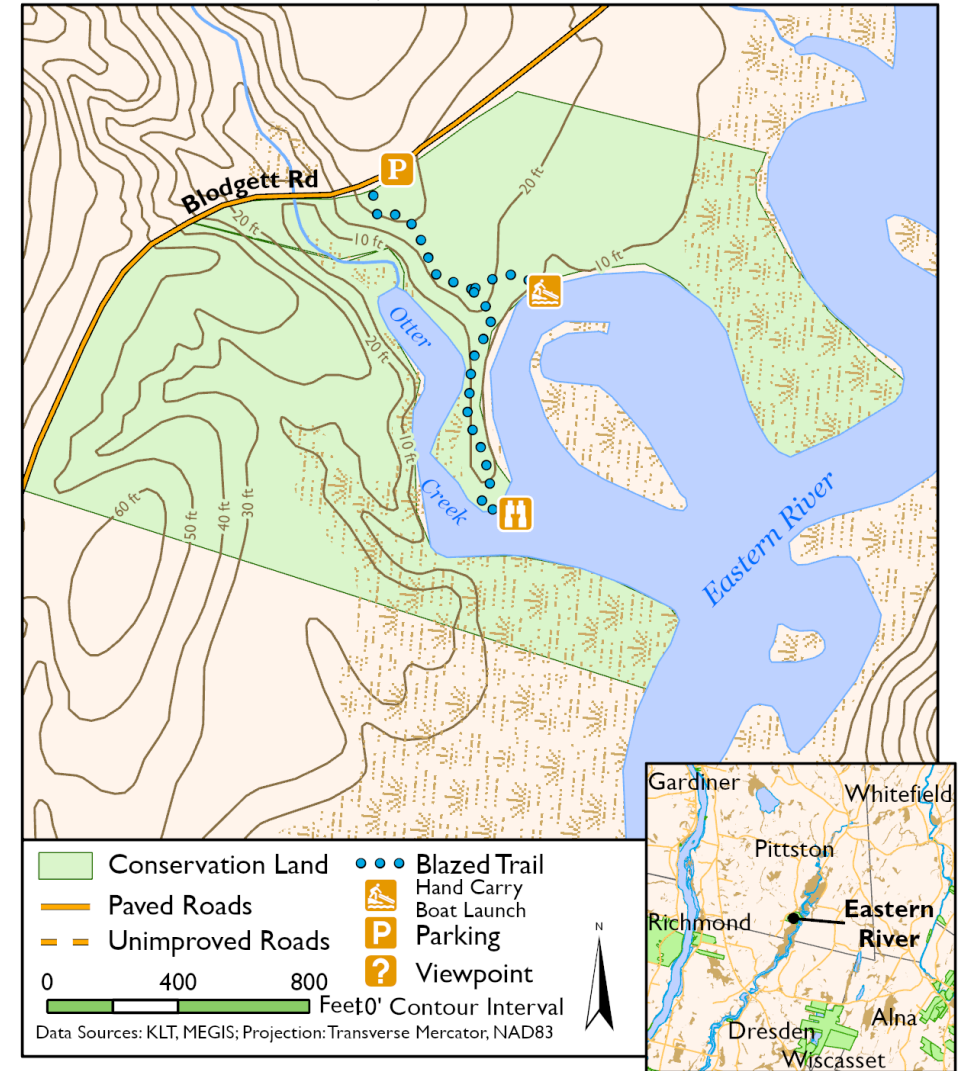 P
Blodgett Rd
20 ft
20 ft
10 ft
10 ft
Otter
20 ft
10 ft
Creek
Eastern River
60 ft
50 ft
40 ft
30 ft
Conservation Land
Paved Roads
Unimproved Roads
0 400 800
Feet
Data Sources: KLT, MEGIS; Projection: Transverse Mercator, NAD83
Blazed Trail
Hand Carry
Boat Launch
P Parking
? Viewpoint
10' Contour Interval
N
Gardiner
Whitefield
Pittston
Richmond
Eastern
River
Dresden
Alna
Wiscasset